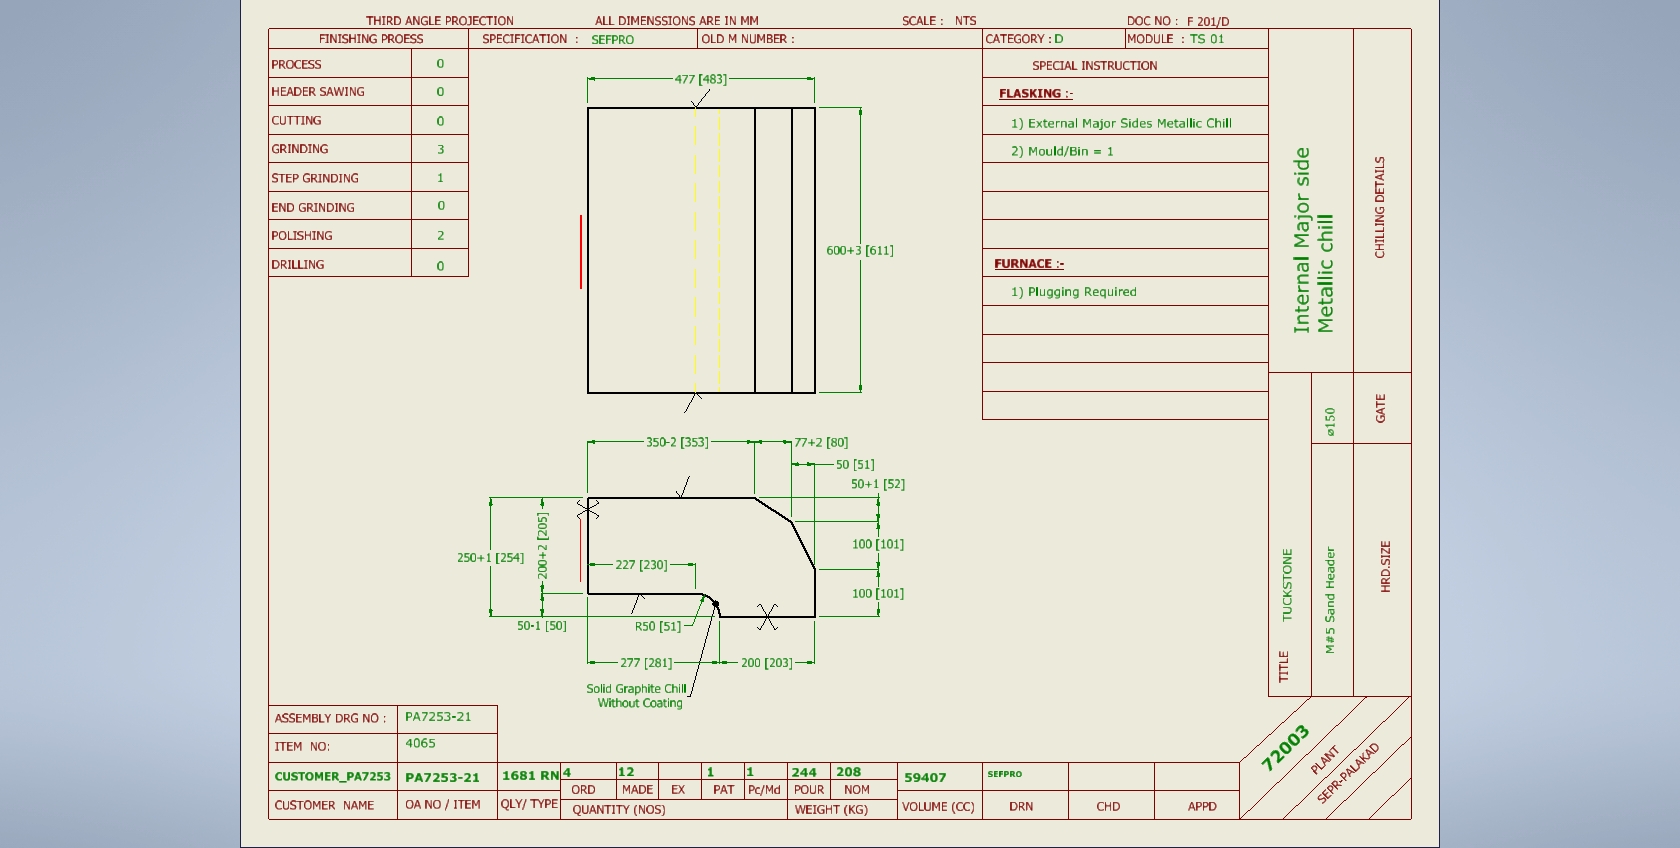 THIRD ANGLE PROJECTION ALL DIMENSSIONS ARE IN MM SCALE : NTS DOC NO : F 201/D
FINISHING PROESS SPECIFICATION : SEFPRO OLD M NUMBER : CATEGORY : D MODULE : TS 01
PROCESS 0
HEADER SAWING 0
CUTTING 0
GRINDING 3
STEP GRINDING 1
END GRINDING 0
POLISHING 2
DRILLING 0
477 [483]
600+3 [611]
SPECIAL INSTRUCTION
FLASKING :-
1) External Major Sides Metallic Chill
2) Mould/Bin = 1
FURNACE :-
1) Plugging Required
Internal Major side
Metallic chill
CHILLING DETAILS
ø150
GATE
TITLE TUCKSTONE
M#5 Sand Header
HRD.SIZE
350-2 [353] 77+2 [80]
50 [51]
50+1 [52]
250+1 [254]
200+2 [205]
100 [101]
227 [230]
100 [101]
50-1 [50]
R50 [51]
277 [281] 200 [203]
Solid Graphite Chill
Without Coating
ASSEMBLY DRG NO : PA7253-21
ITEM NO: 4065
CUSTOMER_PA7253 PA7253-21 1681 RN 4 12 1 1 244 208 59407 SEFPRO
ORD MADE EX PAT Pc/Md POUR NOM
CUSTOMER NAME OA NO / ITEM QLY/ TYPE QUANTITY (NOS) WEIGHT (KG) VOLUME (CC) DRN CHD APPD
72003
PLANT
SEPR-PALAKAD